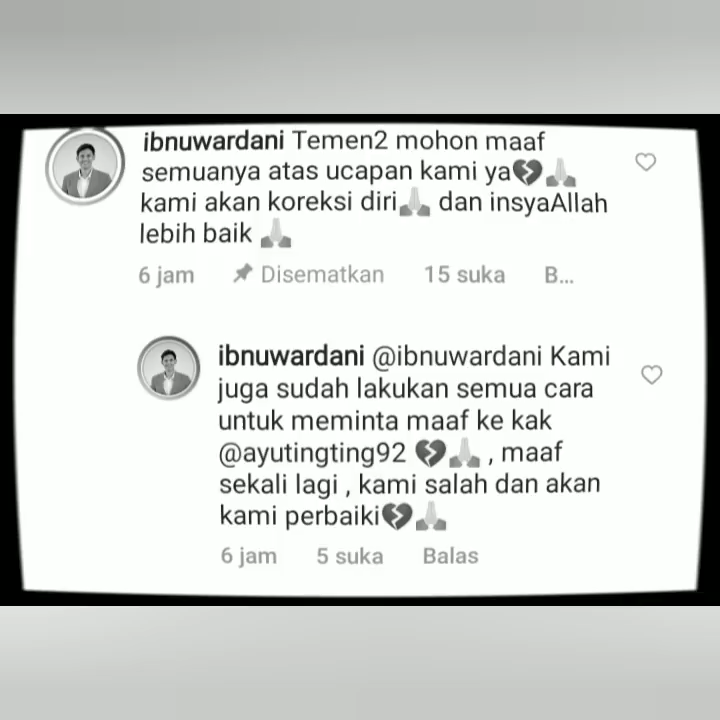 ibnuwardani Temen2 mohon maaf
semuanya atas ucapan kami ya💔🙏
kami akan koreksi diri🙏 dan insyaAllah
lebih baik 🙏
6 jam 📌 Disematkan 15 suka B...
ibnuwardani @ibnuwardani Kami
juga sudah lakukan semua cara
untuk meminta maaf ke kak
@ayutingting92 💔🙏 , maaf
sekali lagi , kami salah dan akan
kami perbaiki💔🙏
6 jam 5 suka Balas